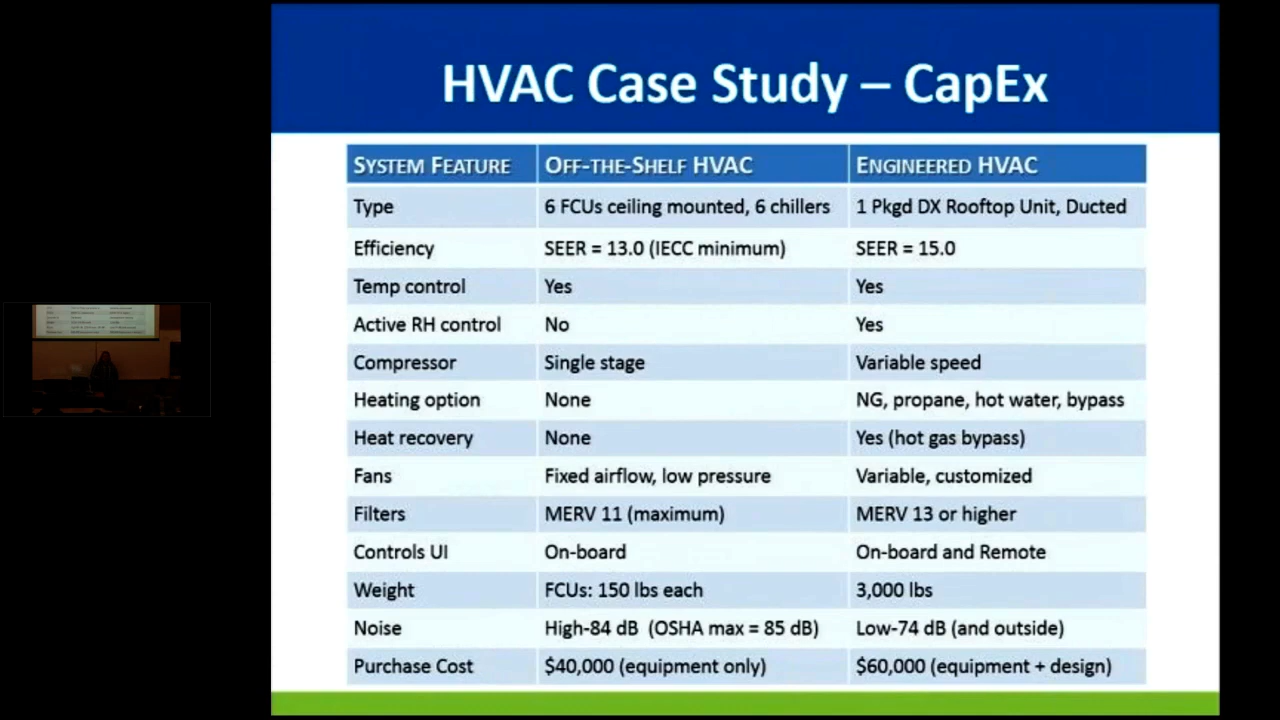 HVAC Case Study – CapEx
SYSTEM FEATURE OFF-THE-SHELF HVAC ENGINEERED HVAC
Type 6 FCUs ceiling mounted, 6 chillers 1 Pkgd DX Rooftop Unit, Ducted
Efficiency SEER = 13.0 (IECC minimum) SEER = 15.0
Temp control Yes Yes
Active RH control No Yes
Compressor Single stage Variable speed
Heating option None NG, propane, hot water, bypass
Heat recovery None Yes (hot gas bypass)
Fans Fixed airflow, low pressure Variable, customized
Filters MERV 11 (maximum) MERV 13 or higher
Controls UI On-board On-board and Remote
Weight FCUs: 150 lbs each 3,000 lbs
Noise High-84 dB (OSHA max = 85 dB) Low-74 dB (and outside)
Purchase Cost $40,000 (equipment only) $60,000 (equipment + design)